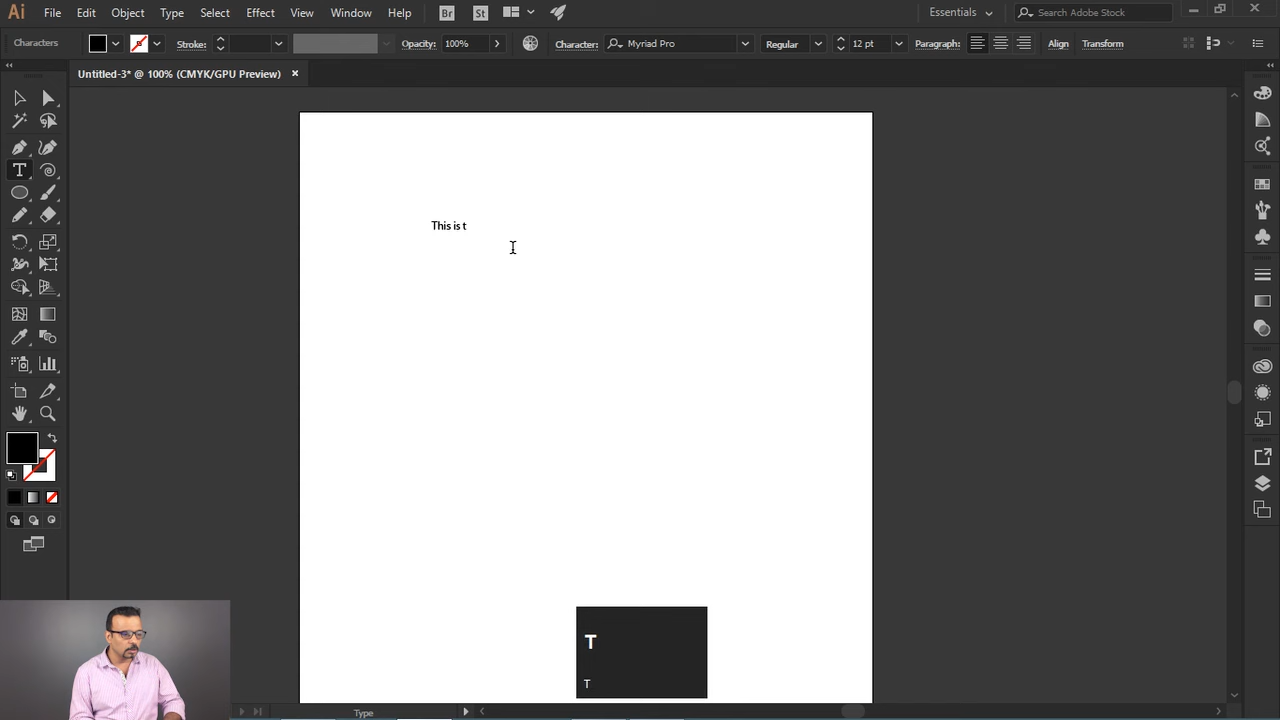 Ai File Edit Object Type Select Effect View Window Help Br St Essentials Search Adobe Stock
Characters Stroke: Opacity: 100% Character: Myriad Pro Regular 12 pt Paragraph: Align Transform
Untitled-3* @ 100% (CMYK/GPU Preview)
This is t
T
T
Type